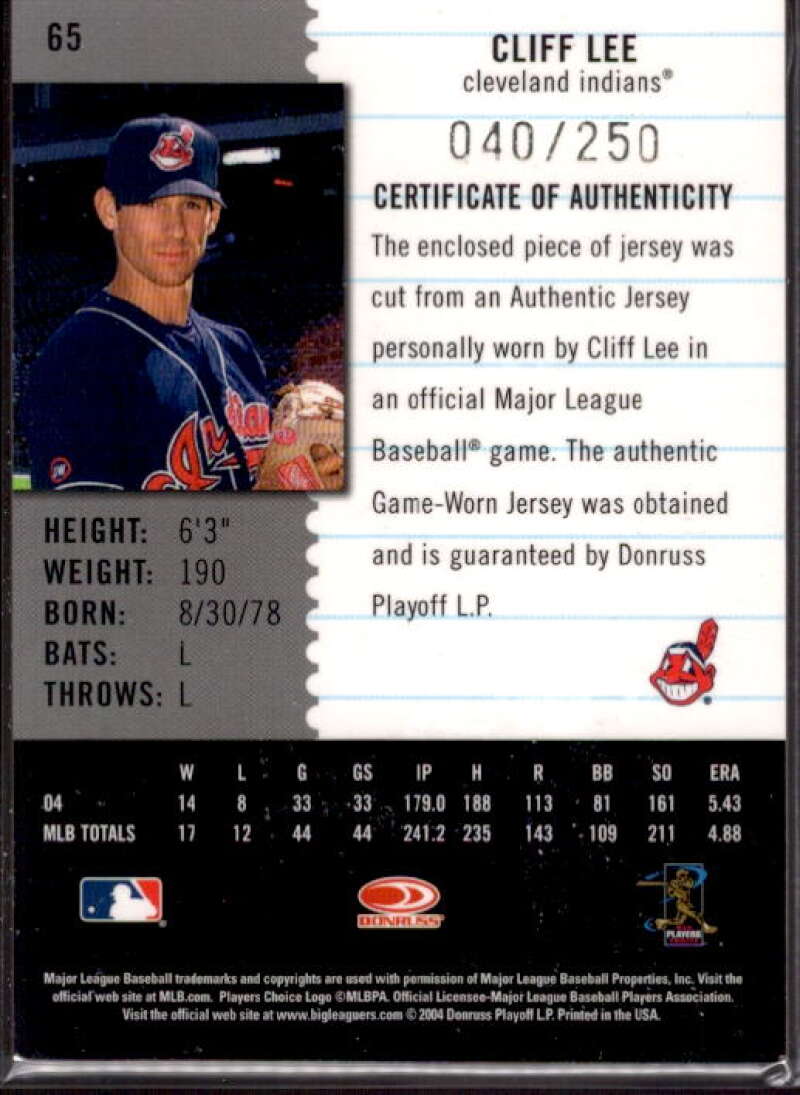 65
CLIFF LEE
cleveland indians®
040/250
CERTIFICATE OF AUTHENTICITY
The enclosed piece of jersey was
cut from an Authentic Jersey
personally worn by Cliff Lee in
an official Major League
Baseball® game. The authentic
Game-Worn Jersey was obtained
and is guaranteed by Donruss
Playoff L.P.
HEIGHT: 6'3"
WEIGHT: 190
BORN: 8/30/78
BATS: L
THROWS: L
W L G GS IP H R BB SO ERA
04 14 8 33 33 179.0 188 113 81 161 5.43
MLB TOTALS 17 12 44 44 241.2 235 143 109 211 4.88
DONRUSS
PLAYERS
Major League Baseball trademarks and copyrights are used with permission of Major League Baseball Properties, Inc. Visit the
official web site at MLB.com. Players Choice Logo ©MLBPA. Official Licensee-Major League Baseball Players Association.
Visit the official web site at www.bigleaguers.com © 2004 Donruss Playoff L.P. Printed in the USA.